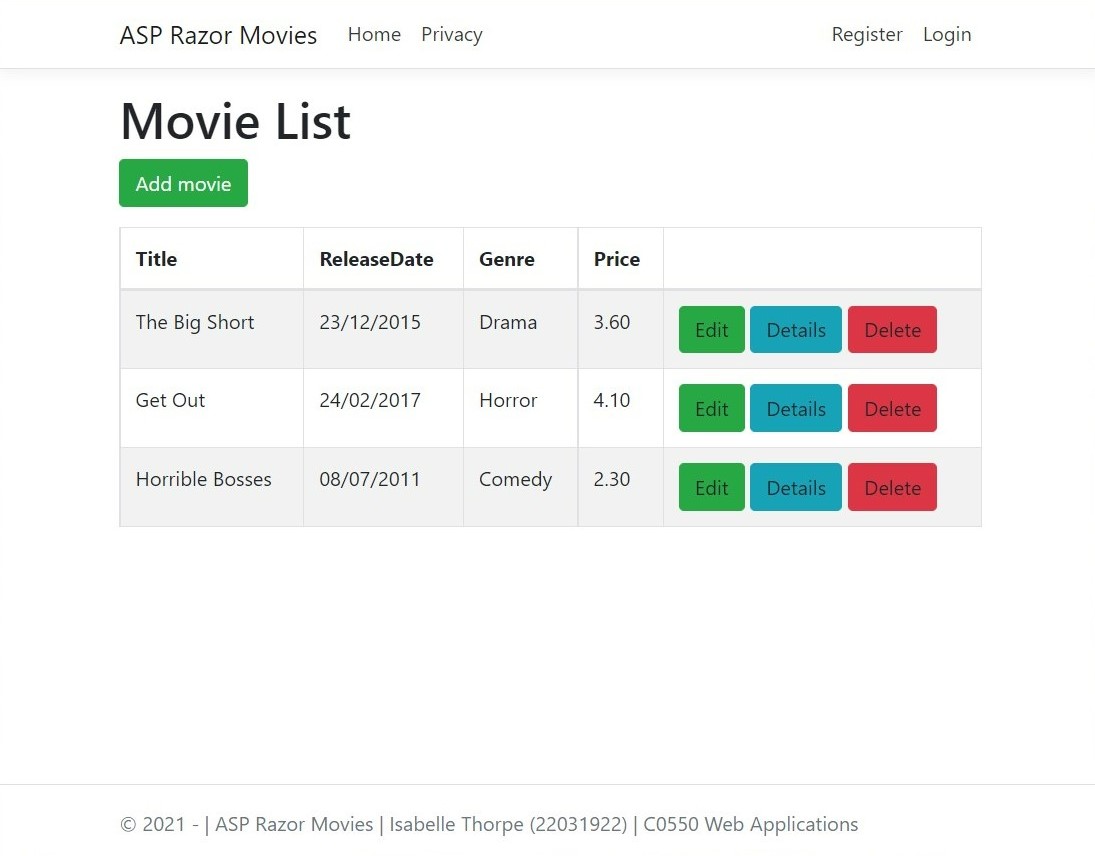 ASP Razor Movies Home Privacy Register Login
Movie List
Add movie
Title ReleaseDate Genre Price
The Big Short 23/12/2015 Drama 3.60 Edit Details Delete
Get Out 24/02/2017 Horror 4.10 Edit Details Delete
Horrible Bosses 08/07/2011 Comedy 2.30 Edit Details Delete
© 2021 - | ASP Razor Movies | Isabelle Thorpe (22031922) | C0550 Web Applications